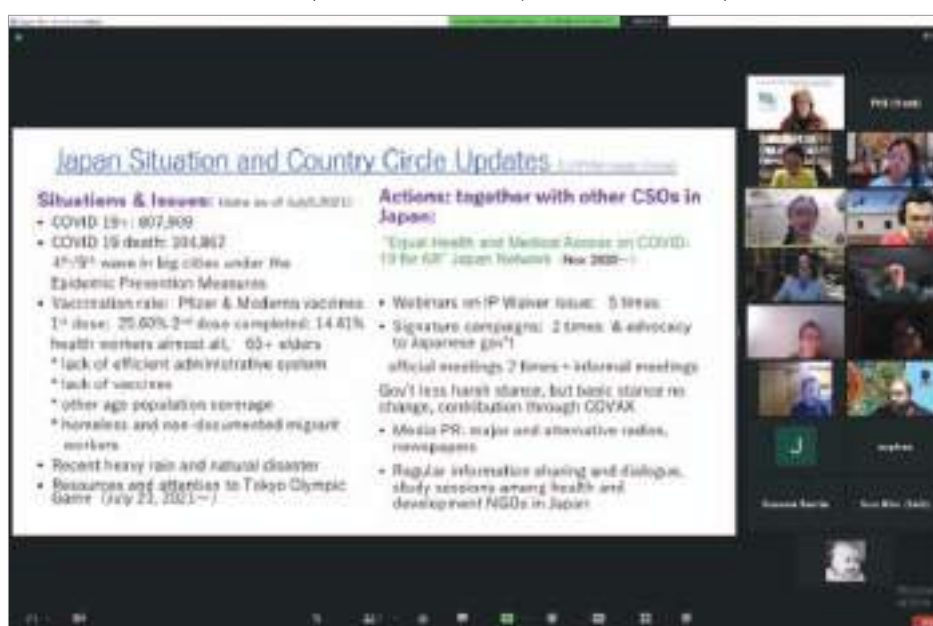 Japan Situation and Country Circle Updates
Situations & Issues: (data as of July
• COVID 19+: 807,909
• COVID 19 death:
4th/5th wave in big cities under the
Epidemic Prevention Measures
• Vaccination rate: Pfizer & Moderna vaccines
1st dose: 2nd dose completed:
health workers almost all, 65+ elders
* lack of efficient administrative system
* lack of vaccines
* other age population coverage
* homeless and non-documented migrant
workers
• Recent heavy rain and natural disaster
• Resources and attention to Tokyo Olympic
Game (July 23, 2021~)
Actions: together with other CSOs in
Japan:
"Equal Health and Medical Access on COVID-
19 for All" Japan Network Nov 2020~
• Webinars on IP Waiver issue: 5 times
• Signature campaigns: 2 times & advocacy
to Japanese gov't
official meetings 2 times + informal meetings
Gov't less harsh stance, but basic stance no
change, contribution through COVAX
• Media PR: major and alternative radios,
newspapers
• Regular information sharing and dialogue,
study sessions among health and
development NGOs in Japan
J